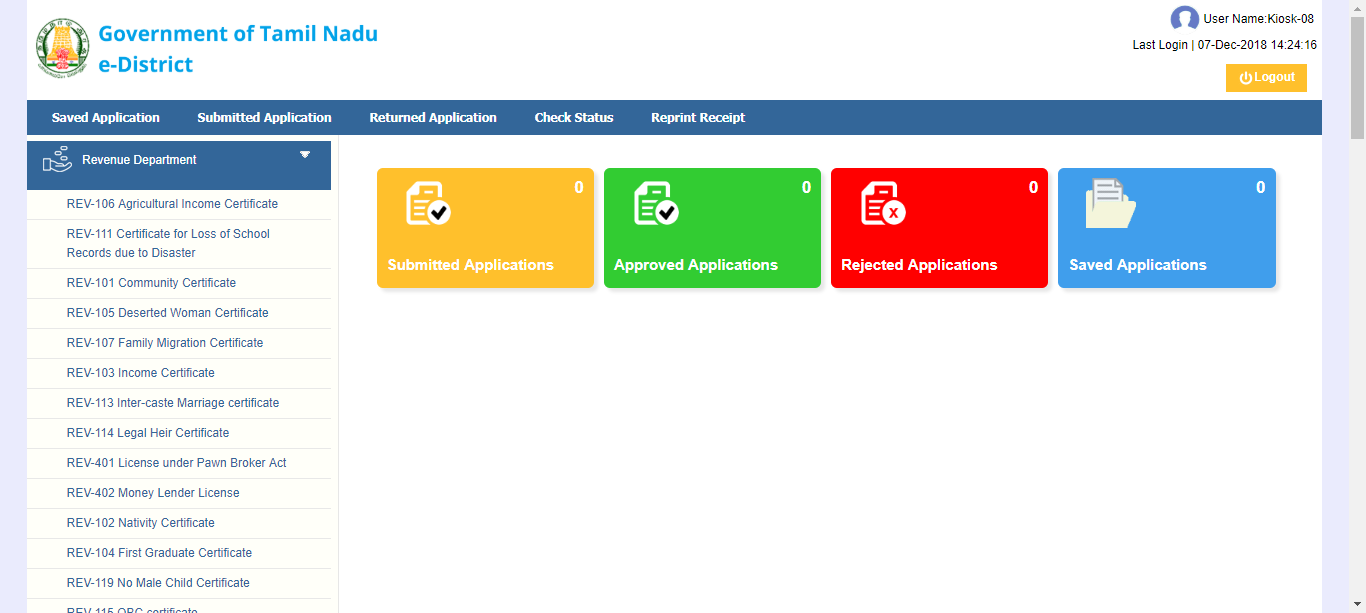 Government of Tamil Nadu
e-District
User Name:Kiosk-08
Last Login | 07-Dec-2018 14:24:16
Logout
Saved Application
Submitted Application
Returned Application
Check Status
Reprint Receipt
Revenue Department
REV-106 Agricultural Income Certificate
REV-111 Certificate for Loss of School
Records due to Disaster
REV-101 Community Certificate
REV-105 Deserted Woman Certificate
REV-107 Family Migration Certificate
REV-103 Income Certificate
REV-113 Inter-caste Marriage certificate
REV-114 Legal Heir Certificate
REV-401 License under Pawn Broker Act
REV-402 Money Lender License
REV-102 Nativity Certificate
REV-104 First Graduate Certificate
REV-119 No Male Child Certificate
REV-115 OBC certificate
0
Submitted Applications
0
Approved Applications
0
Rejected Applications
0
Saved Applications